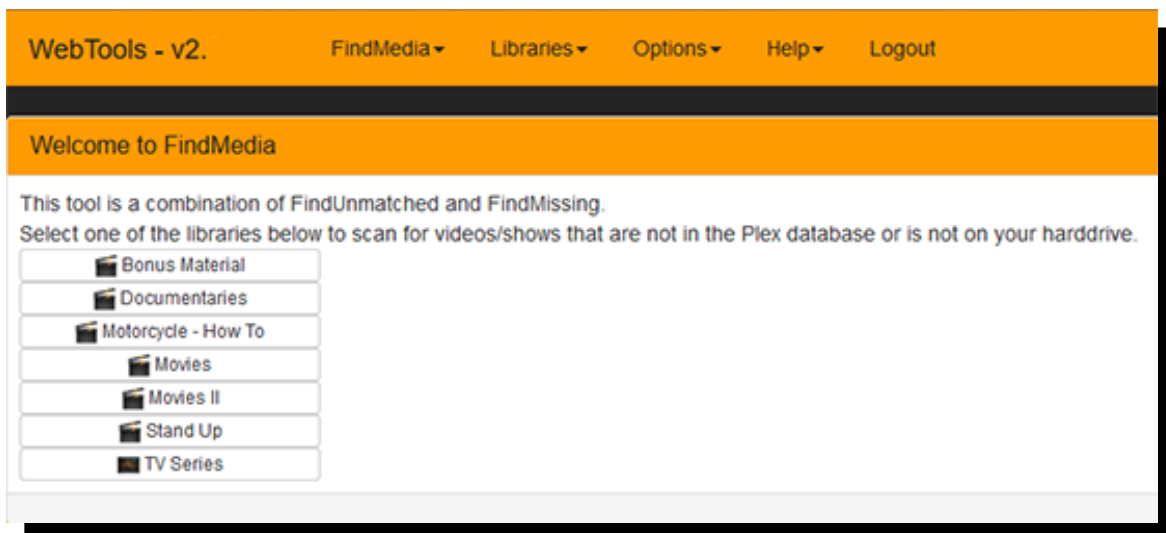 WebTools - v2.
FindMedia
Libraries
Options
Help
Logout
Welcome to FindMedia
This tool is a combination of FindUnmatched and FindMissing.
Select one of the libraries below to scan for videos/shows that are not in the Plex database or is not on your harddrive.
Bonus Material
Documentaries
Motorcycle - How To
Movies
Movies II
Stand Up
TV Series